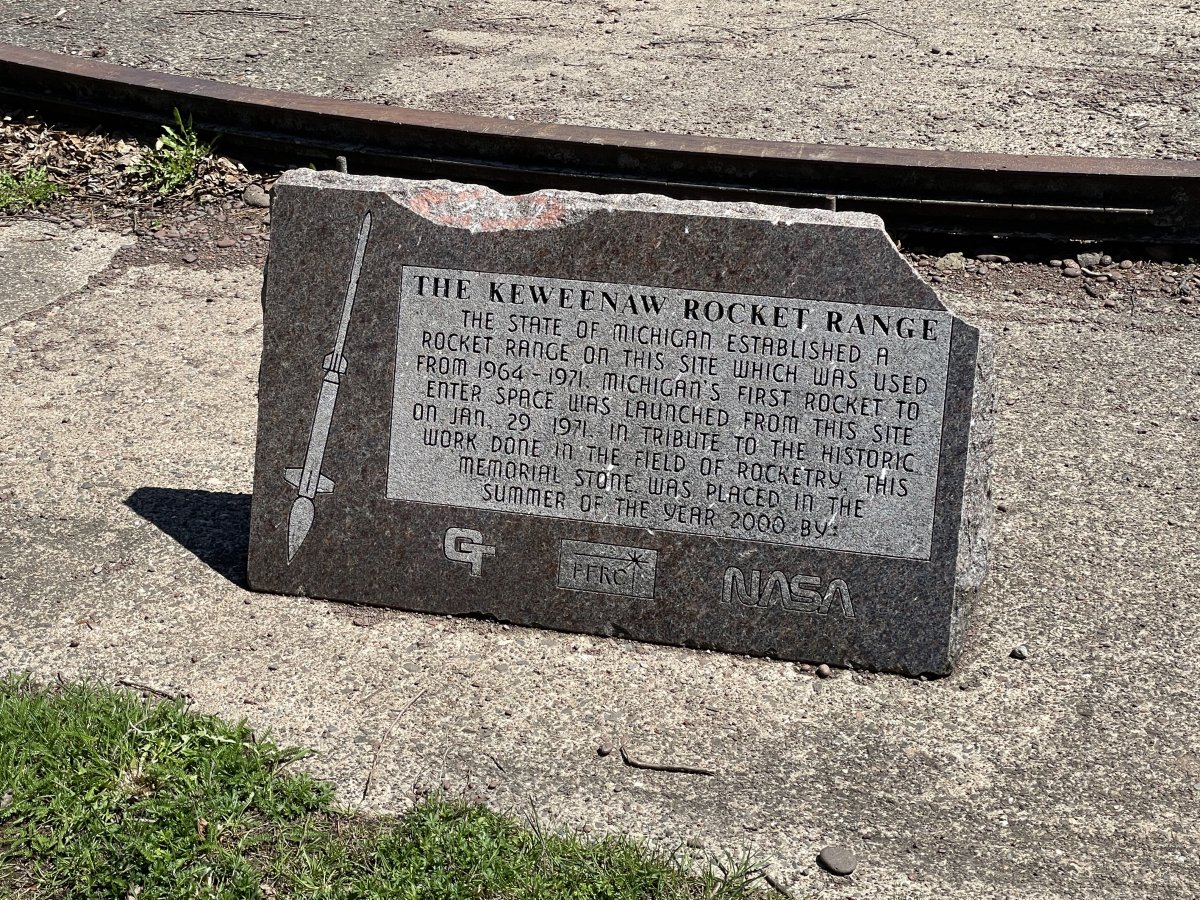 THE KEWEENAW ROCKET RANGE
THE STATE OF MICHIGAN ESTABLISHED A
ROCKET RANGE ON THIS SITE WHICH WAS USED
FROM 1964-1971. MICHIGAN'S FIRST ROCKET TO
ENTER SPACE WAS LAUNCHED FROM THIS SITE
ON JAN. 29 1971. IN TRIBUTE TO THE HISTORIC
WORK DONE IN THE FIELD OF ROCKETRY, THIS
MEMORIAL STONE WAS PLACED IN THE
SUMMER OF THE YEAR 2000 BY:
NASA